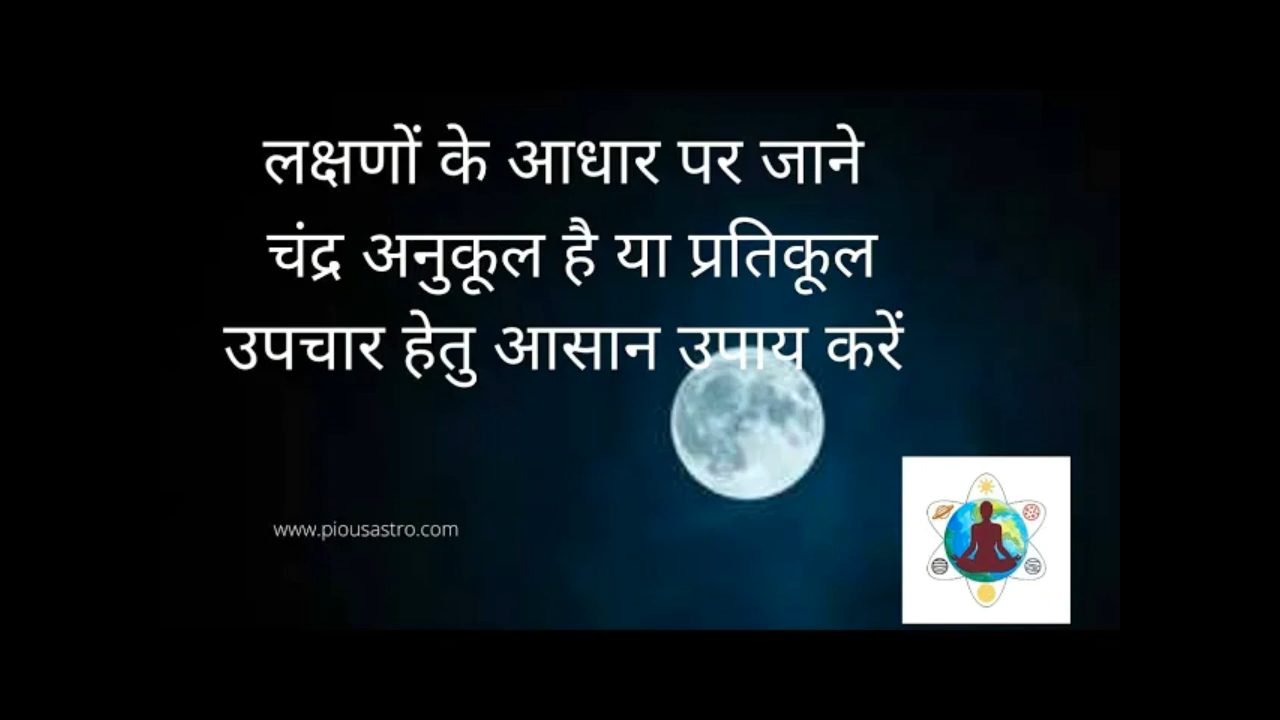 लक्षणों के आधार पर जाने
चंद्र अनुकूल है या प्रतिकूल
उपचार हेतु आसान उपाय करें
www.piousastro.com